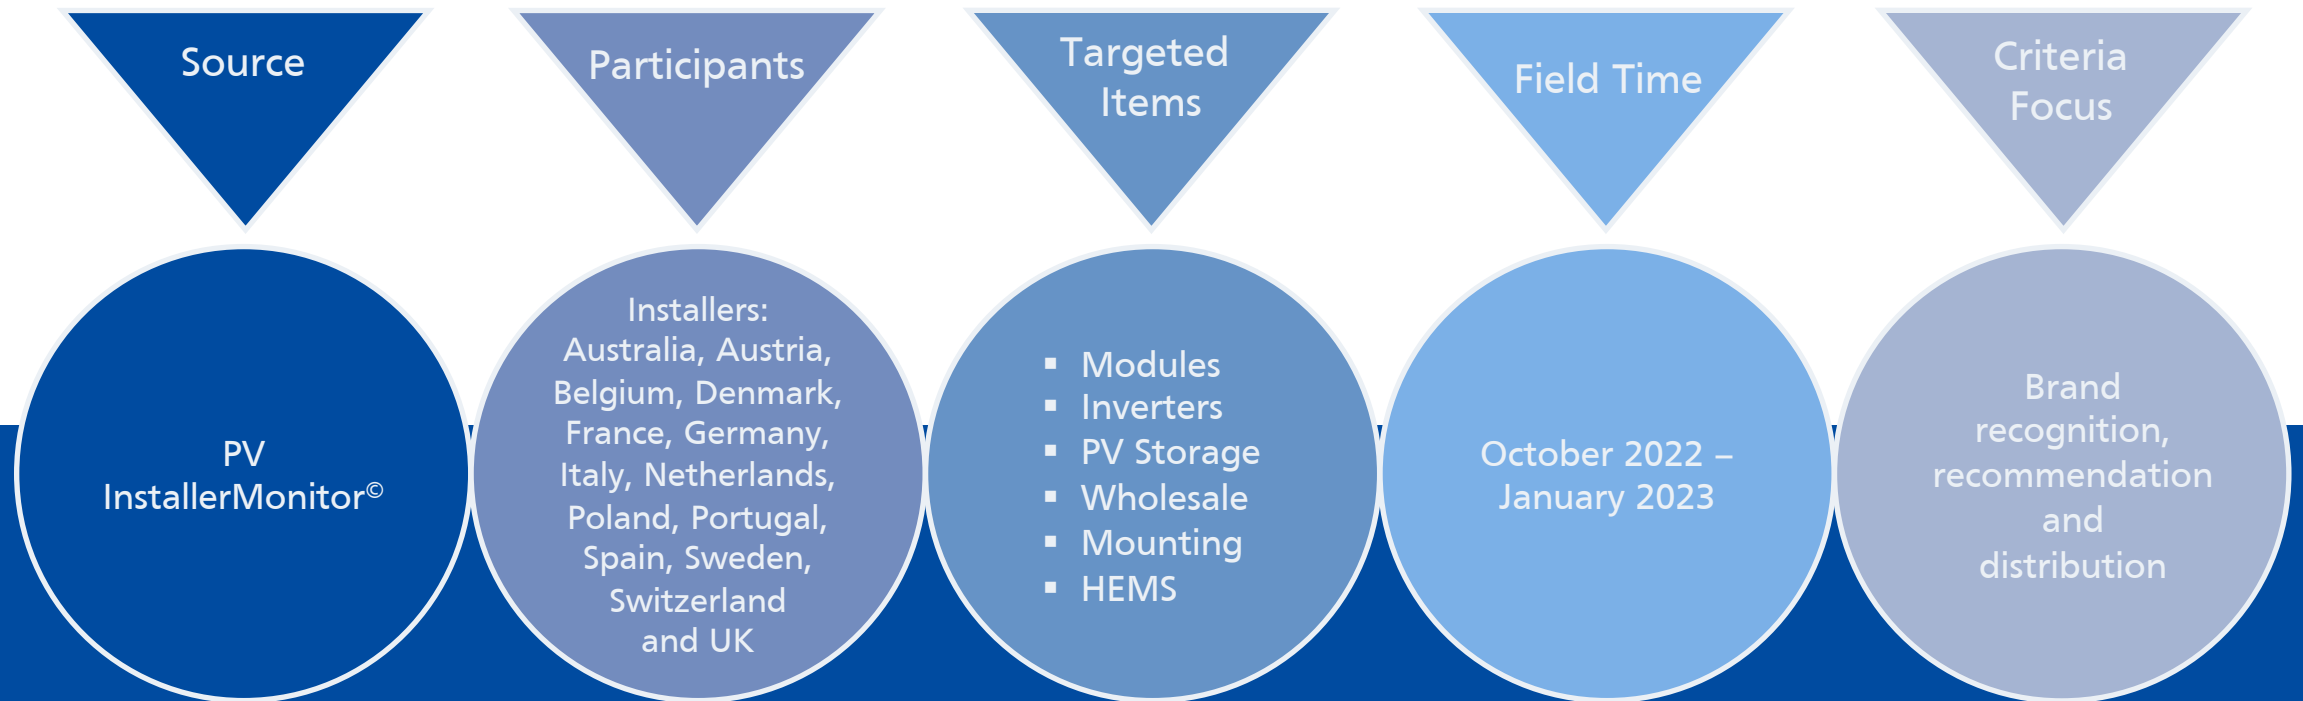 Source
Participants
Targeted
Items
Field Time
Criteria
Focus
PV
InstallerMonitor©
Installers:
Australia, Austria,
Belgium, Denmark,
France, Germany,
Italy, Netherlands,
Poland, Portugal,
Spain, Sweden,
Switzerland
and UK
▪ Modules
▪ Inverters
▪ PV Storage
▪ Wholesale
▪ Mounting
▪ HEMS
October 2022 –
January 2023
Brand
recognition,
recommendation
and
distribution